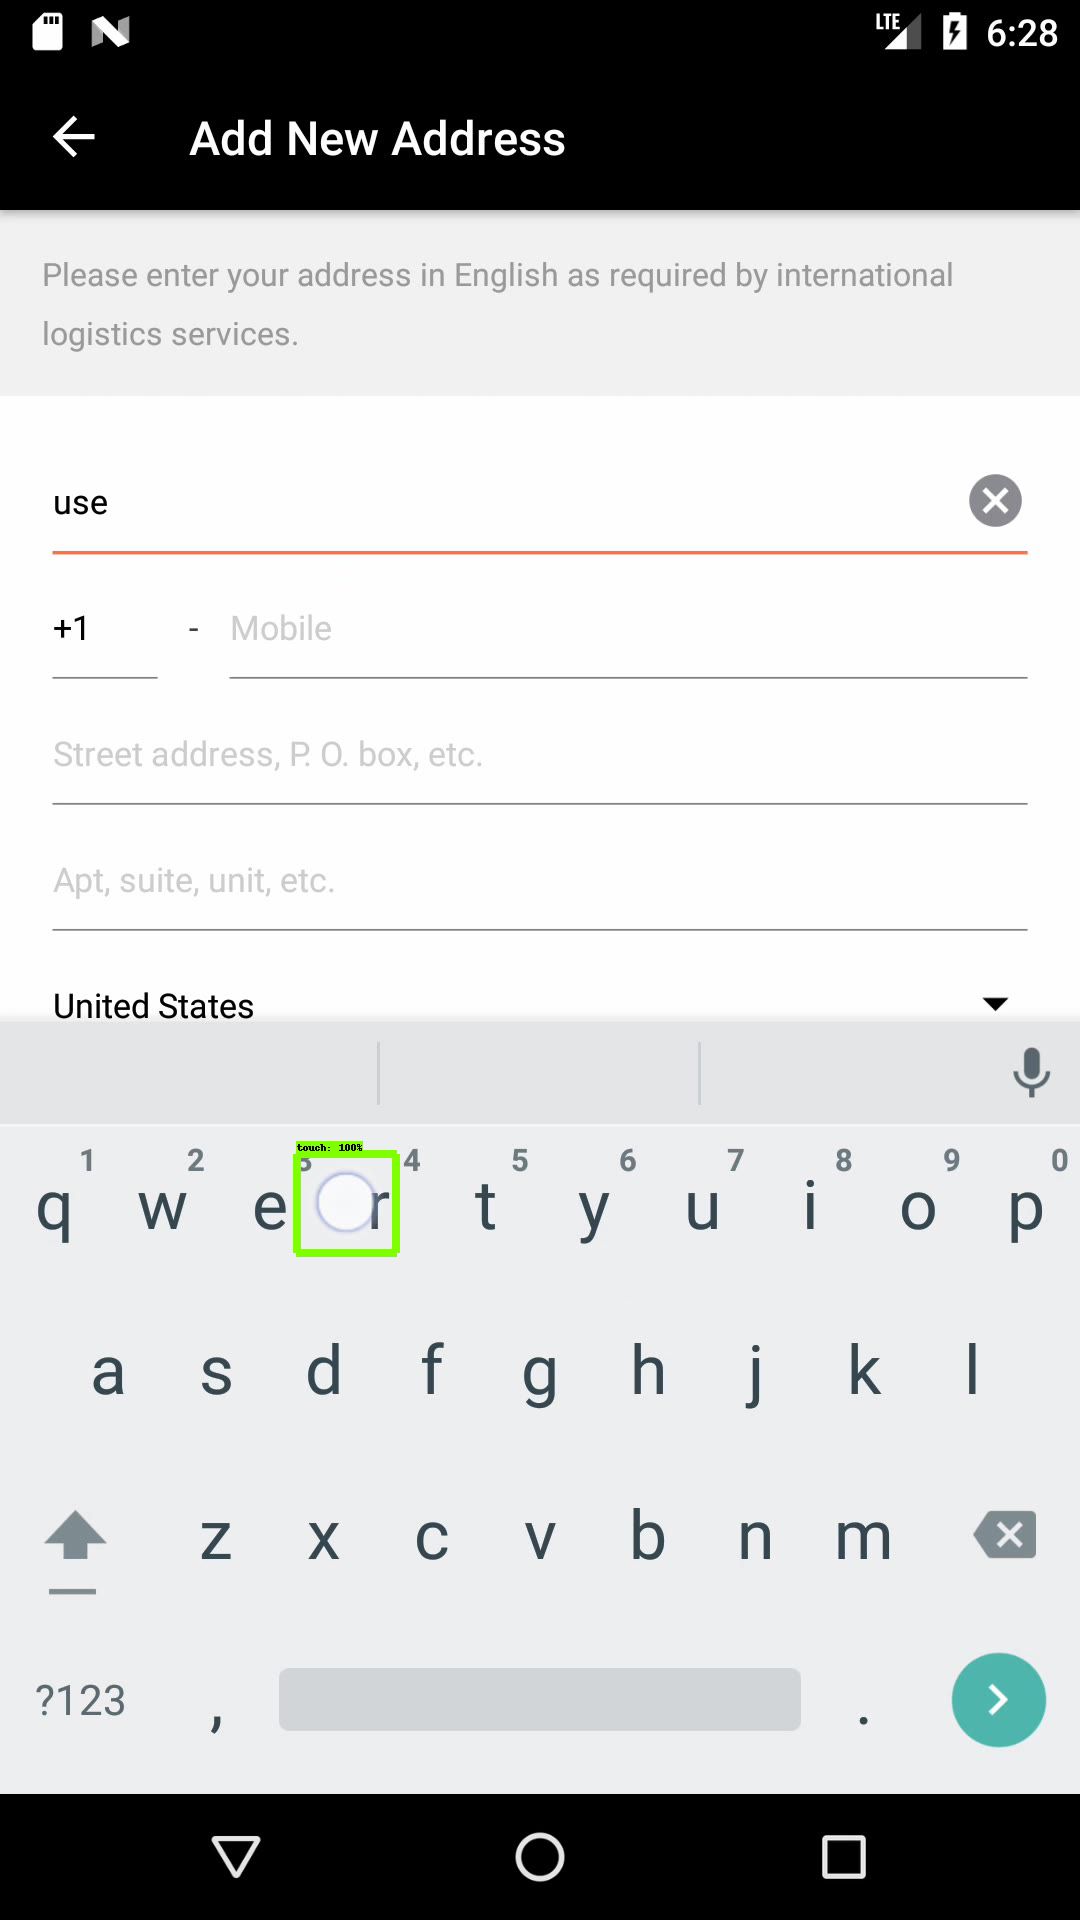 LTE 6:28
Add New Address
Please enter your address in English as required by international
logistics services.
use
+1 - Mobile
Street address, P. O. box, etc.
Apt, suite, unit, etc.
United States
touch: 100%
1 2 3 4 5 6 7 8 9 0
q w e r t y u i o p
a s d f g h j k l
z x c v b n m
?123 , .